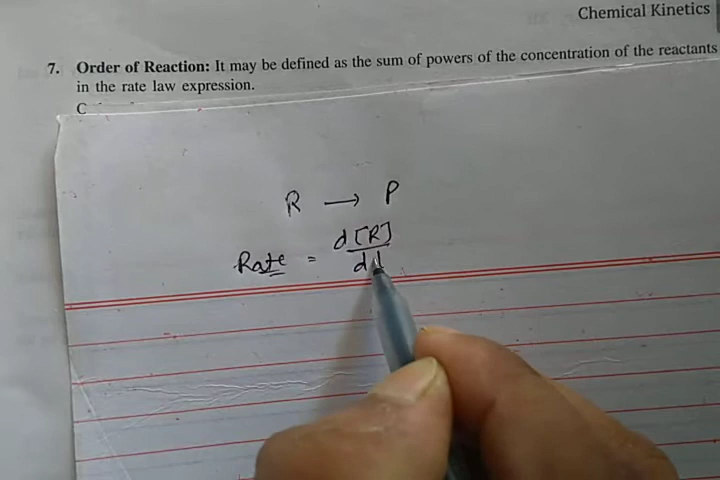 Chemical Kinetics
7. Order of Reaction: It may be defined as the sum of powers of the concentration of the reactants
in the rate law expression.
C
R → P
Rate = d[R]
dt